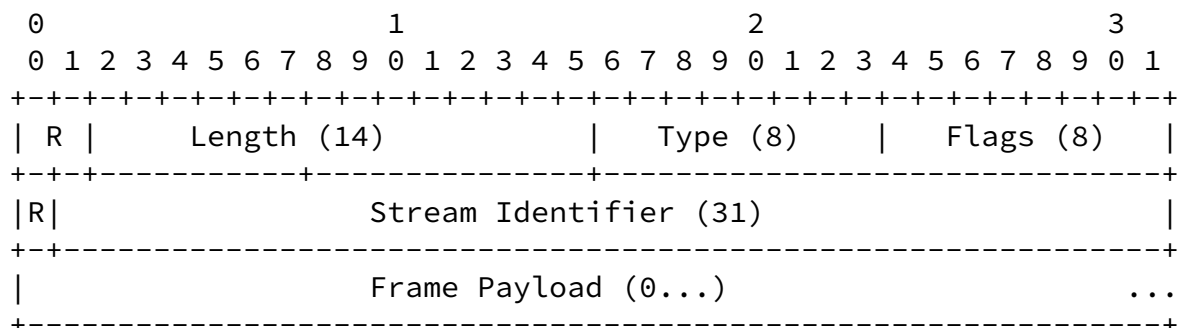 0                   1                   2                   3
 0 1 2 3 4 5 6 7 8 9 0 1 2 3 4 5 6 7 8 9 0 1 2 3 4 5 6 7 8 9 0 1
+-+-+-+-+-+-+-+-+-+-+-+-+-+-+-+-+-+-+-+-+-+-+-+-+-+-+-+-+-+-+-+-+
| R |     Length (14)           |   Type (8)    |   Flags (8)   |
+-+-+-----------+---------------+-------------------------------+
|R|                 Stream Identifier (31)                      |
+-+-------------------------------------------------------------+
|                   Frame Payload (0...)                      ...
+---------------------------------------------------------------+